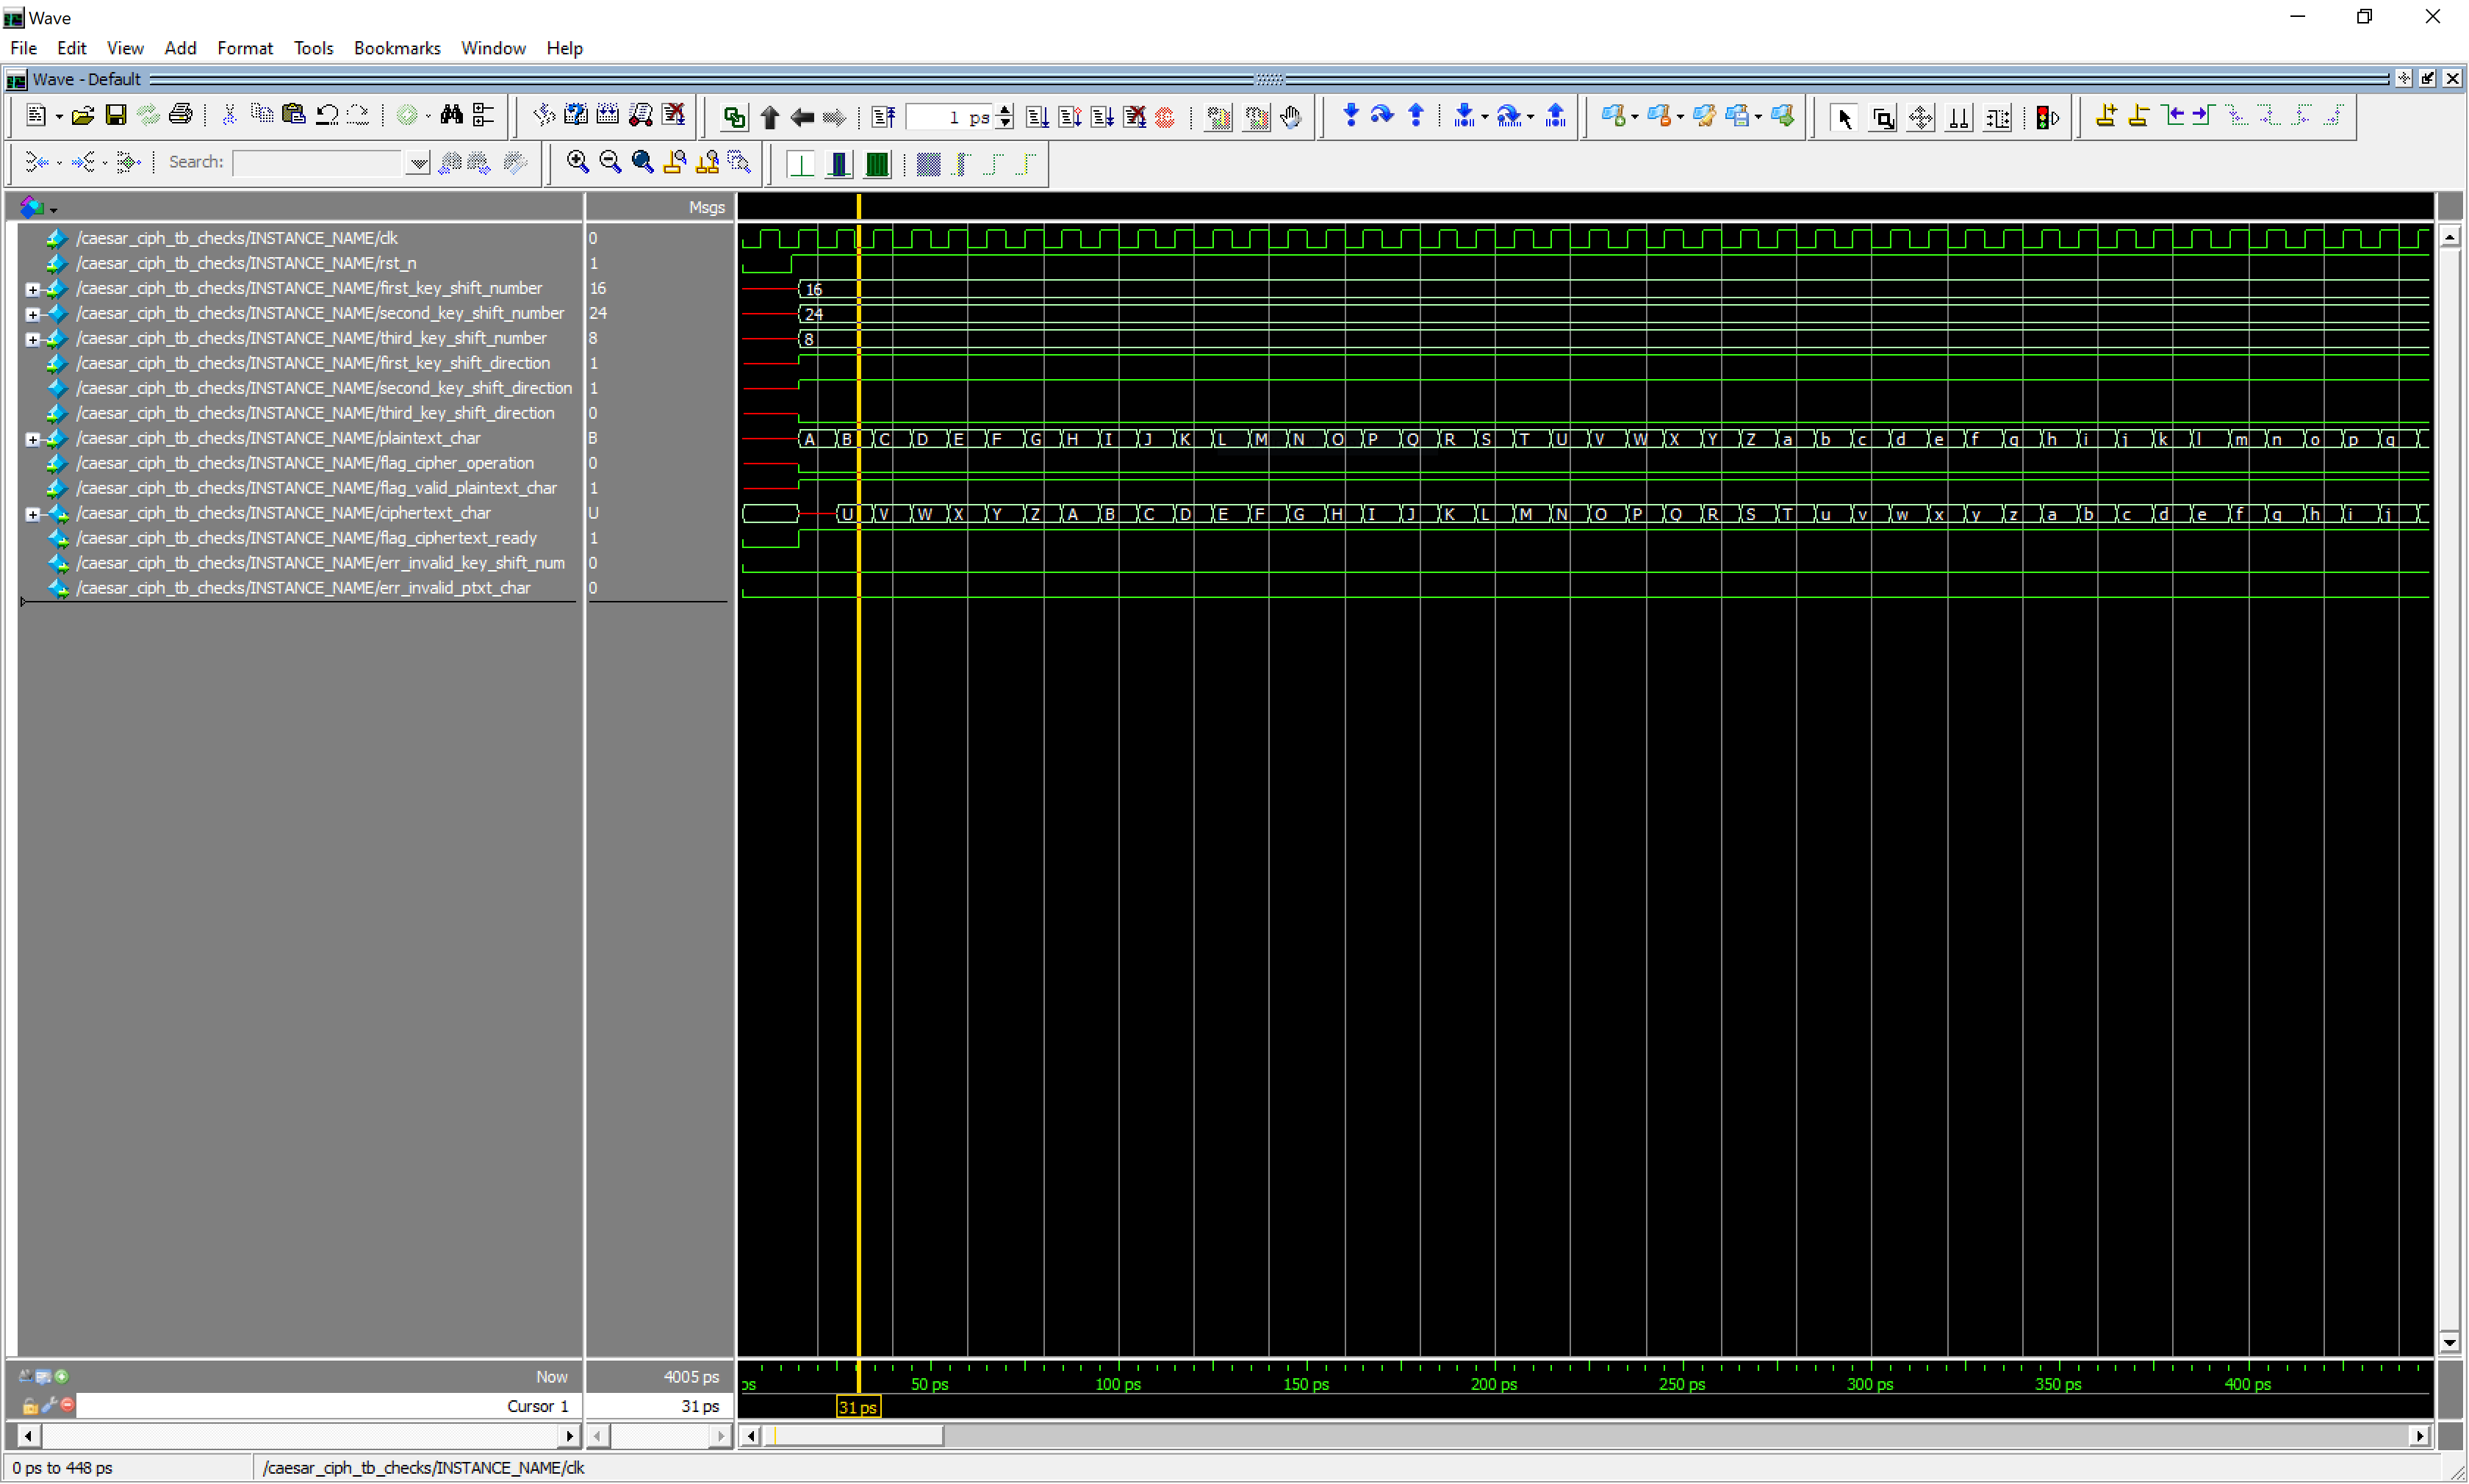 Wave
File Edit View Add Format Tools Bookmarks Window Help
Wave - Default
1 ps
Search:
Msgs
/caesar_ciph_tb_checks/INSTANCE_NAME/clk 0
/caesar_ciph_tb_checks/INSTANCE_NAME/rst_n 1
/caesar_ciph_tb_checks/INSTANCE_NAME/first_key_shift_number 16 16
/caesar_ciph_tb_checks/INSTANCE_NAME/second_key_shift_number 24 24
/caesar_ciph_tb_checks/INSTANCE_NAME/third_key_shift_number 8 8
/caesar_ciph_tb_checks/INSTANCE_NAME/first_key_shift_direction 1
/caesar_ciph_tb_checks/INSTANCE_NAME/second_key_shift_direction 1
/caesar_ciph_tb_checks/INSTANCE_NAME/third_key_shift_direction 0
/caesar_ciph_tb_checks/INSTANCE_NAME/plaintext_char B A B C D E F G H I J K L M N O P Q R S T U V W X Y Z a b c d e f g h i j k l m n o p q
/caesar_ciph_tb_checks/INSTANCE_NAME/flag_cipher_operation 0
/caesar_ciph_tb_checks/INSTANCE_NAME/flag_valid_plaintext_char 1
/caesar_ciph_tb_checks/INSTANCE_NAME/ciphertext_char U U V W X Y Z A B C D E F G H I J K L M N O P Q R S T u v w x y z a b c d e f g h i j
/caesar_ciph_tb_checks/INSTANCE_NAME/flag_ciphertext_ready 1
/caesar_ciph_tb_checks/INSTANCE_NAME/err_invalid_key_shift_num 0
/caesar_ciph_tb_checks/INSTANCE_NAME/err_invalid_ptxt_char 0
Now 4005 ps ps 50 ps 100 ps 150 ps 200 ps 250 ps 300 ps 350 ps 400 ps
Cursor 1 31 ps 31 ps
0 ps to 448 ps /caesar_ciph_tb_checks/INSTANCE_NAME/clk